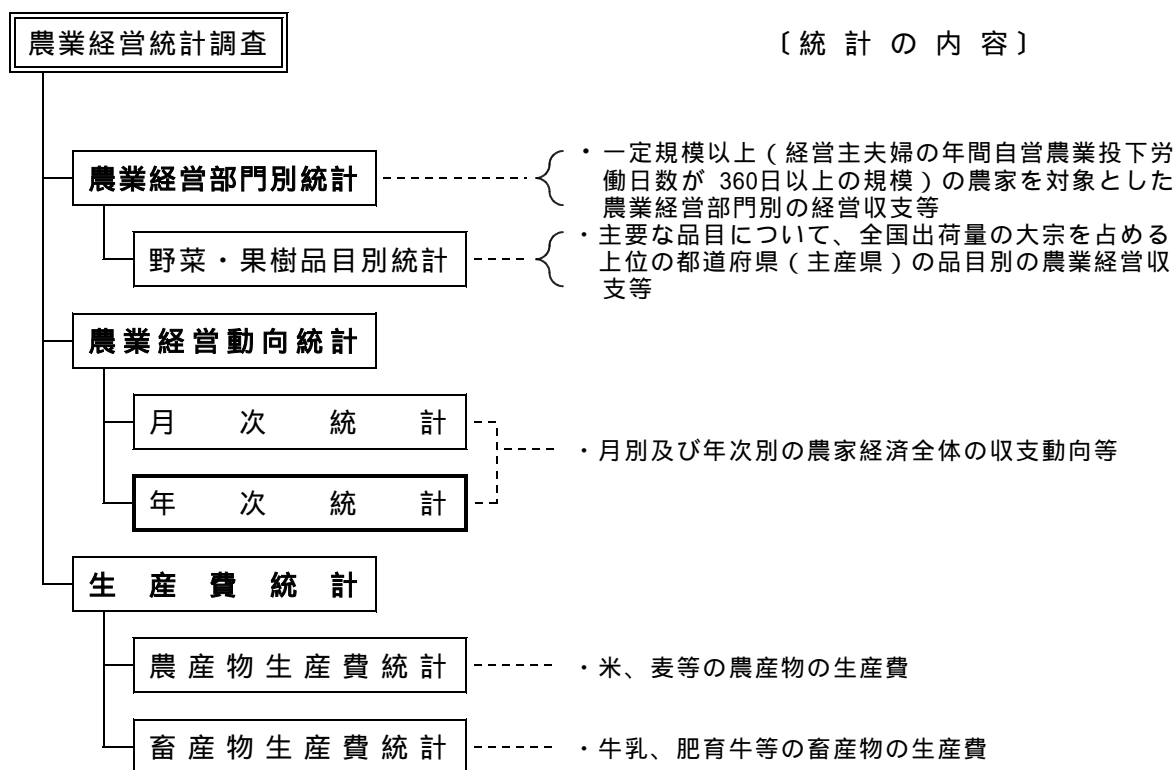 農業経営統計調査
〔統計の内容〕
農業経営部門別統計
・一定規模以上(経営主夫婦の年間自営農業投下労
働日数が 360日以上の規模)の農家を対象とした
農業経営部門別の経営収支等
野菜・果樹品目別統計
・主要な品目について、全国出荷量の大宗を占める
上位の都道府県(主産県)の品目別の農業経営収
支等
農業経営動向統計
月次統計
・月別及び年次別の農家経済全体の収支動向等
年次統計
生産費統計
農産物生産費統計
・米、麦等の農産物の生産費
畜産物生産費統計
・牛乳、肥育牛等の畜産物の生産費